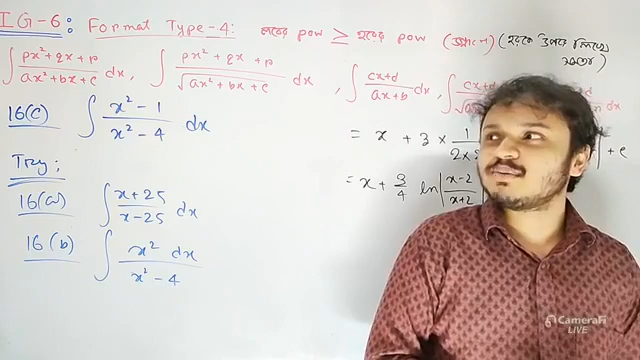 IG-6: Format Type-4: লবের pow ≥ হরের pow (হরকে উপরে লিখে
∫ (px²+qx+r)/(ax²+bx+c) dx, ∫ (px²+qx+r)/√(ax²+bx+c) dx, ∫ (cx+d)/(ax+b) dx, ∫
16(c) ∫ (x²-1)/(x²-4) dx
= x + 3 × 1/ | + c
= x + 3/4 ln |(x-2)/(x+2)|
Try:
16(a) ∫ (x+25)/(x-25) dx
16(b) ∫ x² dx/(x²-4)
CameraFi
LIVE